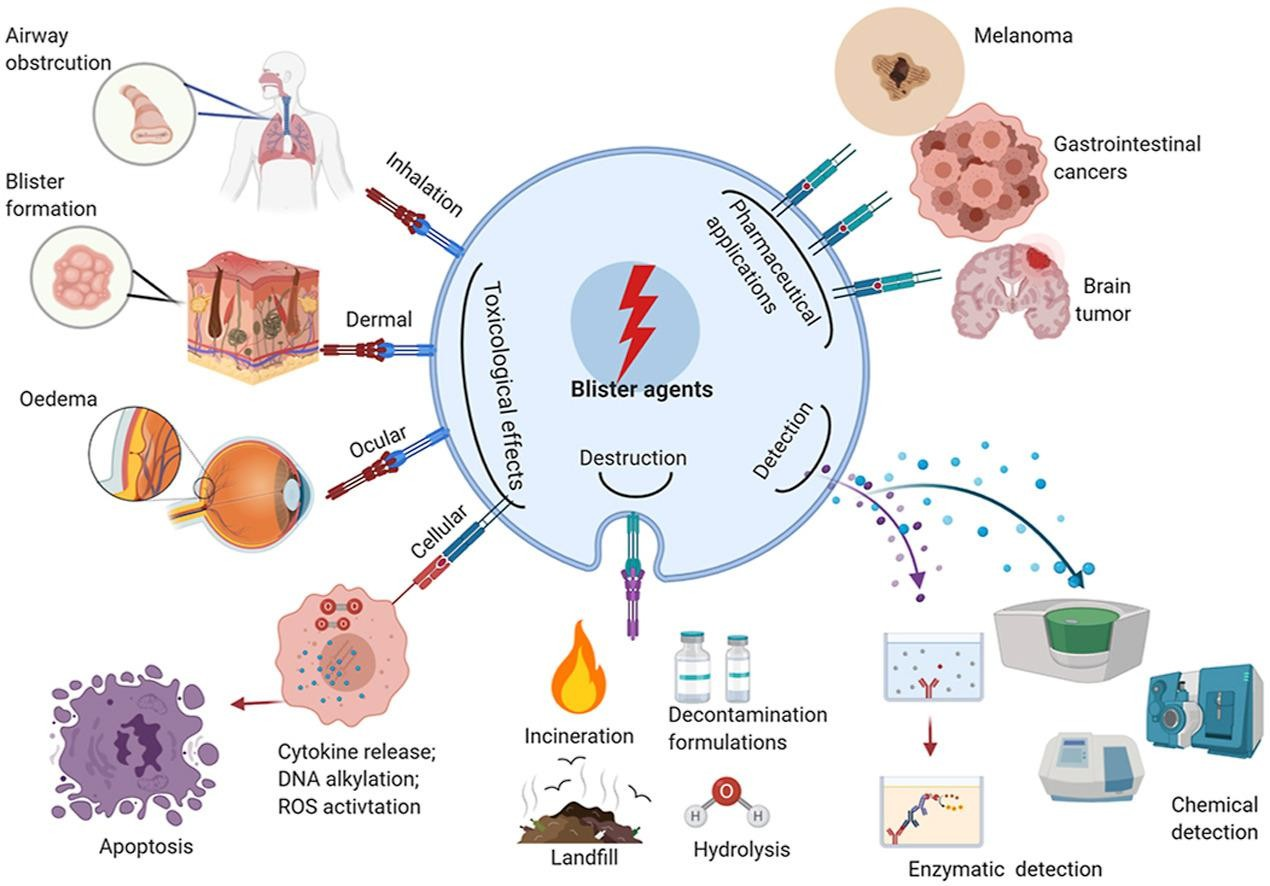 Airway
obstrcution
Blister
formation
Oedema
Inhalation
Dermal
Ocular
Cellular
Toxicological effects
Blister agents
Pharmaceutical
applications
Detection
Destruction
Melanoma
Gastrointestinal
cancers
Brain
tumor
O O
O O
Cytokine release;
DNA alkylation;
ROS activtation
Apoptosis
Incineration
Landfill
Decontamination
formulations
O
H H
Hydrolysis
Enzymatic detection
Chemical
detection